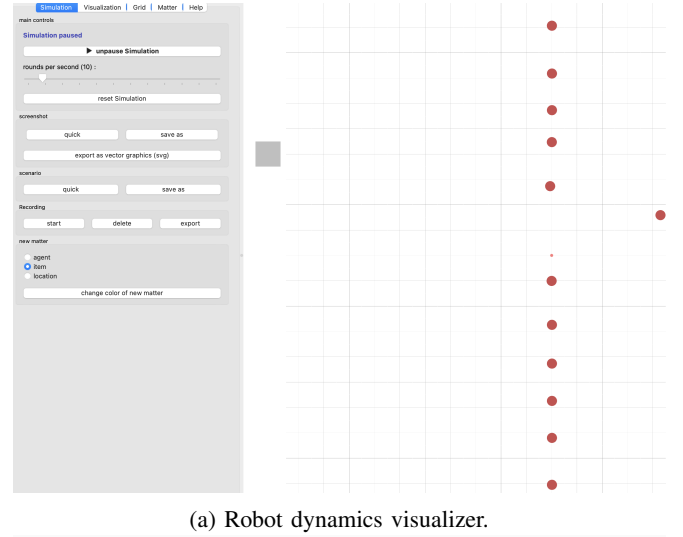 Simulation Visualization Grid Matter Help
main controls
Simulation paused
▶ unpause Simulation
rounds per second (10) :
reset Simulation
screenshot
quick save as
export as vector graphics (svg)
scenario
quick save as
Recording
start delete export
new matter
agent
item
location
change color of new matter
(a) Robot dynamics visualizer.